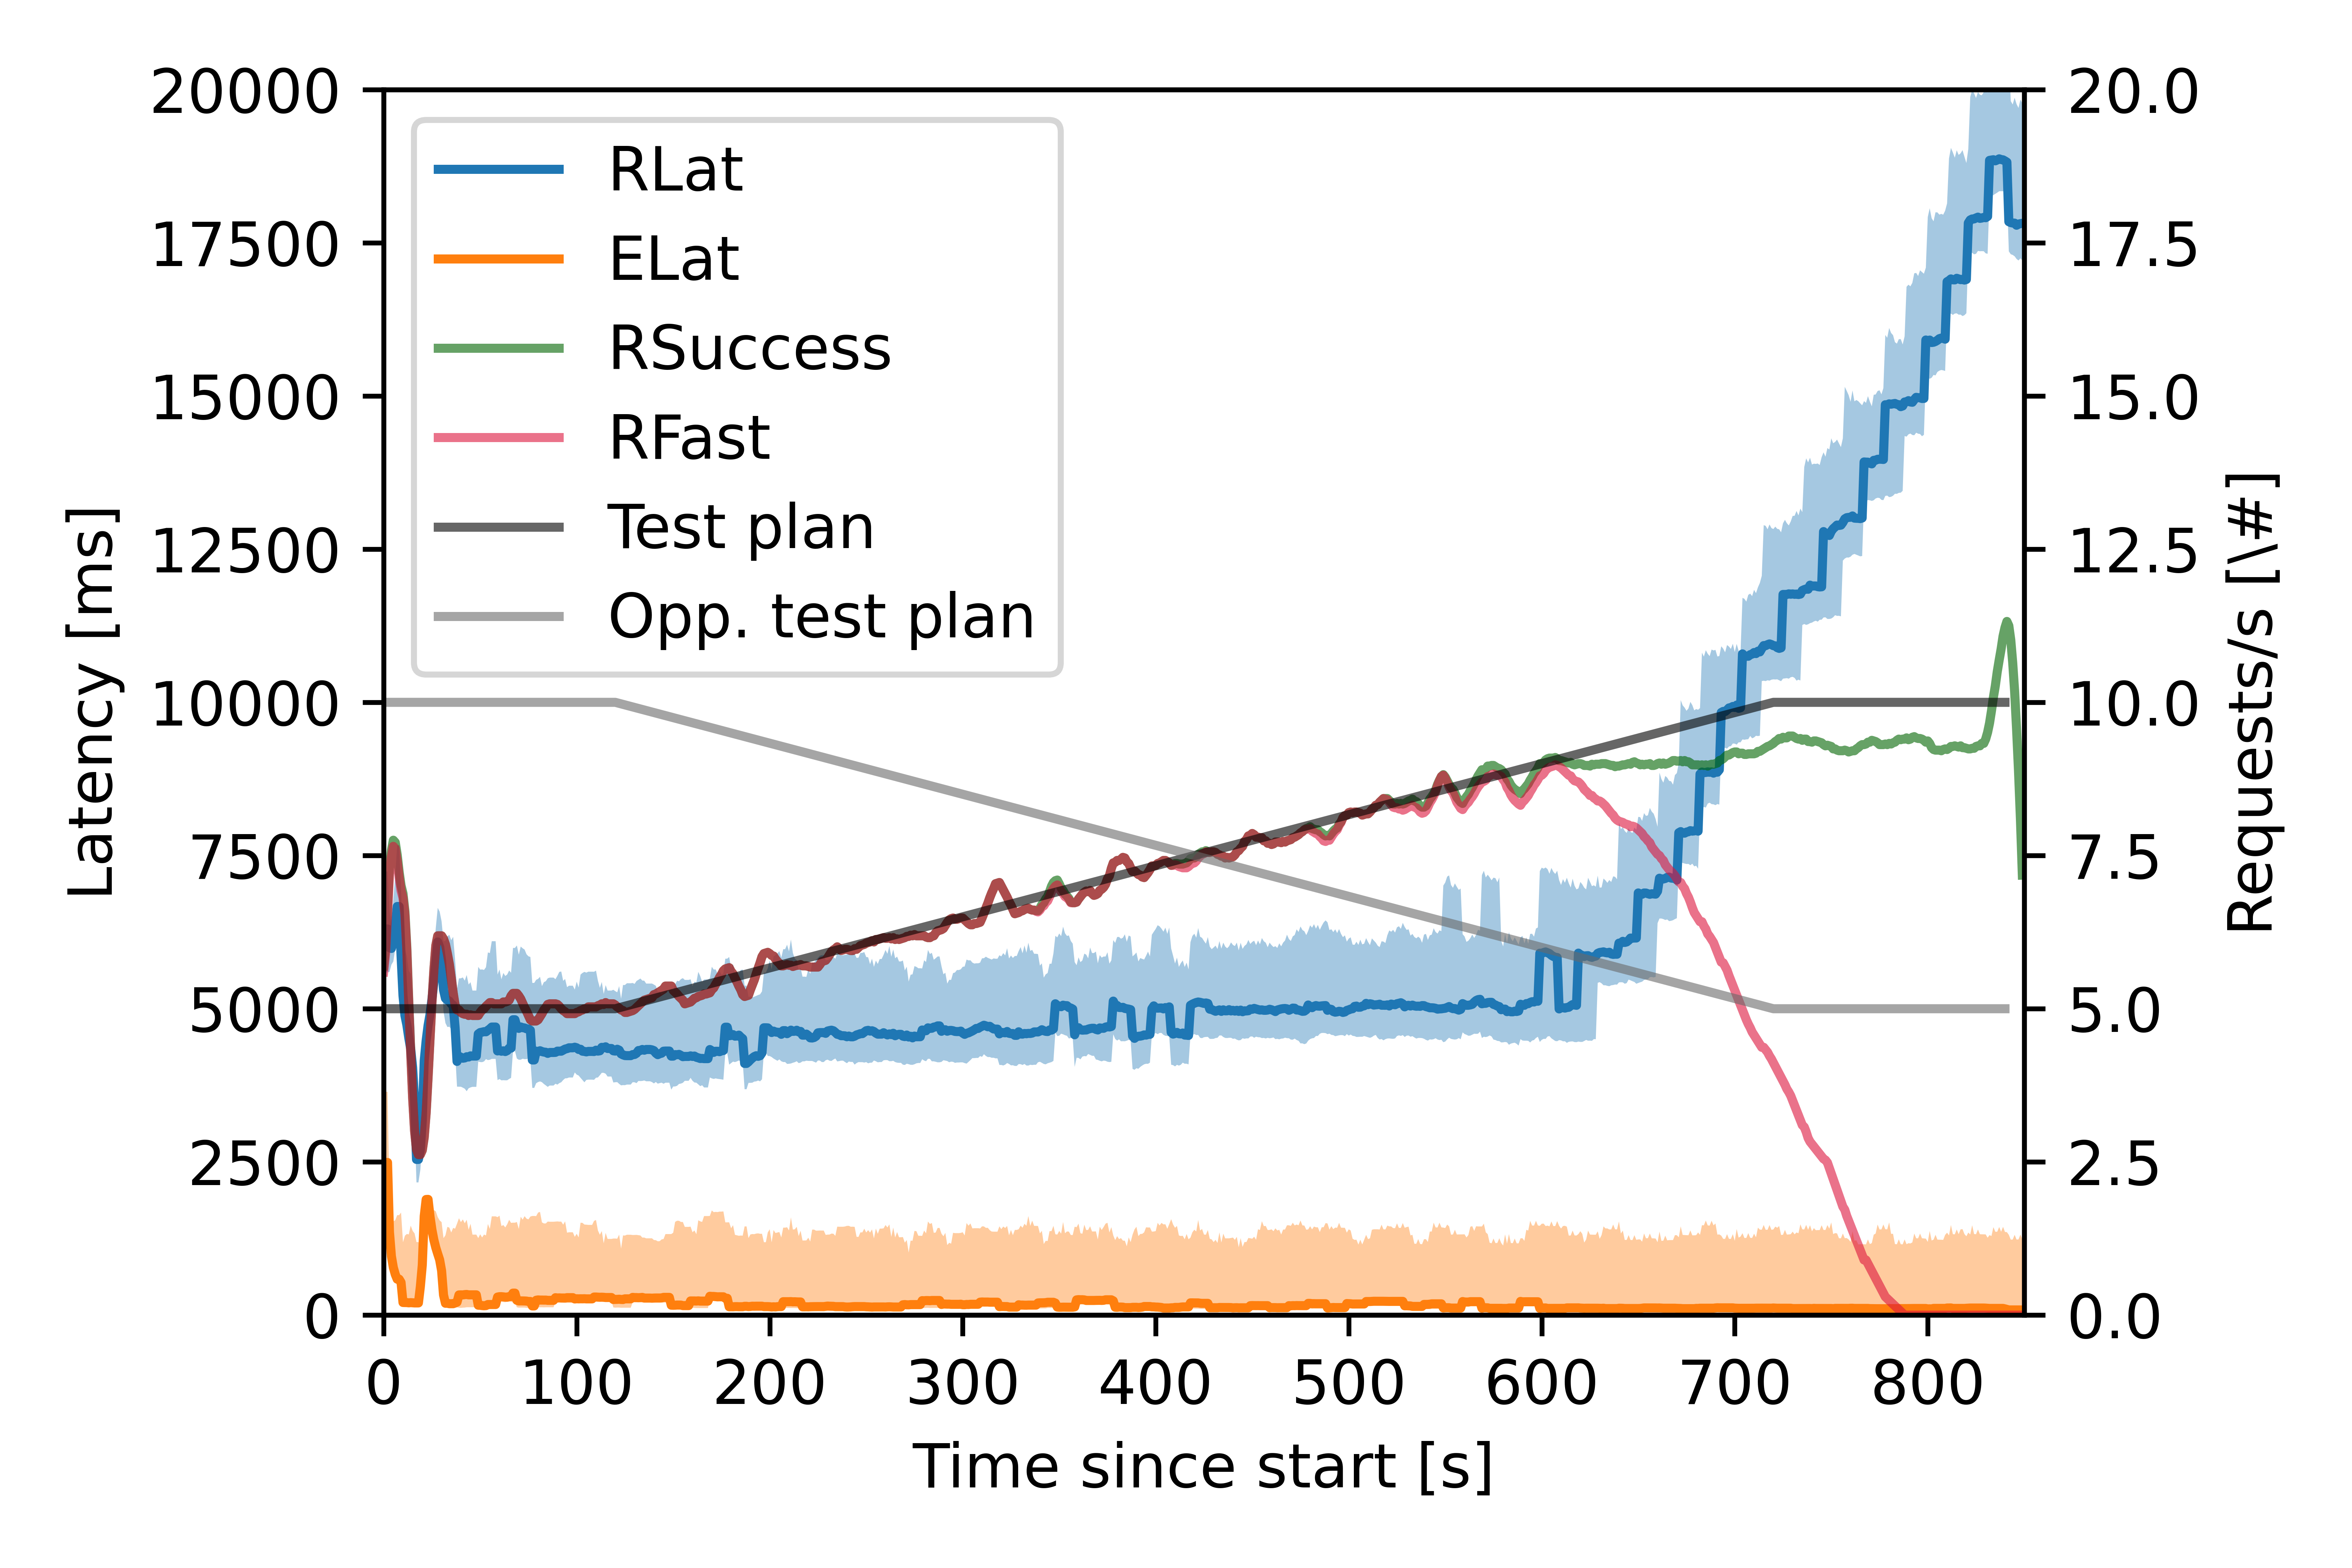 20000
17500
15000
12500
10000
7500
5000
2500
0
Latency [ms]
RLat
ELat
RSuccess
RFast
Test plan
Opp. test plan
20.0
17.5
15.0
12.5
10.0
7.5
5.0
2.5
0.0
Requests/s [\#]
0 100 200 300 400 500 600 700 800
Time since start [s]